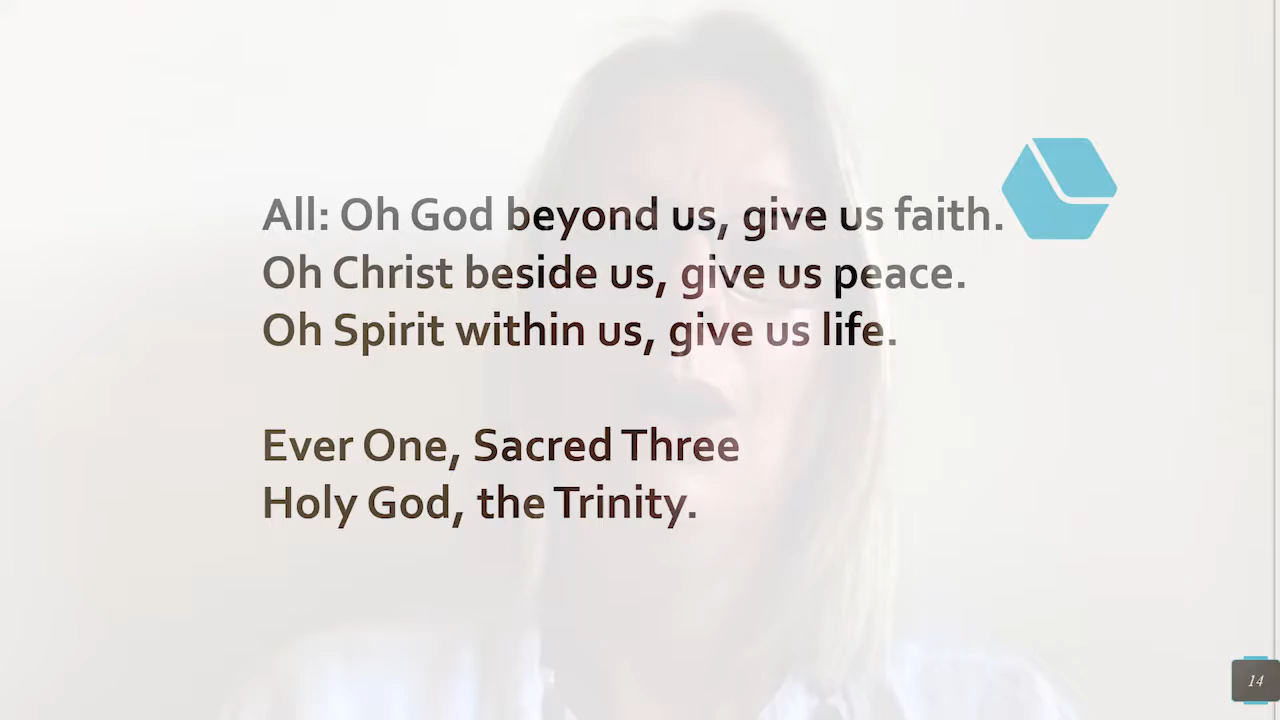 All: Oh God beyond us, give us faith.
Oh Christ beside us, give us peace.
Oh Spirit within us, give us life.
Ever One, Sacred Three
Holy God, the Trinity.
14